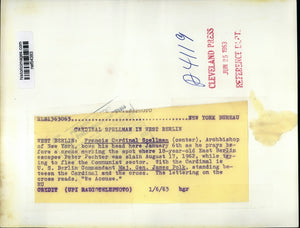 D4119
CLEVELAND PRESS
JUN 25 1963
REFERENCE DEPT.
NEW YORK BUREAU
CARDINAL SPELLMAN IN WEST BERLIN
WEST BERLIN: Francis Cardinal Spellman (center), Archbishop
of New York, bows his head here January 6th as he prays be-
fore a cross marking the spot where 18-year-old East Berlin
escapee Peter Fechter was slain August 17, 1962, while try-
ing to flee the Communist sector. With the Cardinal is
U. S. Berlin Commandant Maj. Gen. James Polk, standing be-
tween the Cardinal and the cross. The lettering on the
cross reads, "We Accuse."
CREDIT (UPI RADIOTELEPHOTO) 1/6/63 hgr